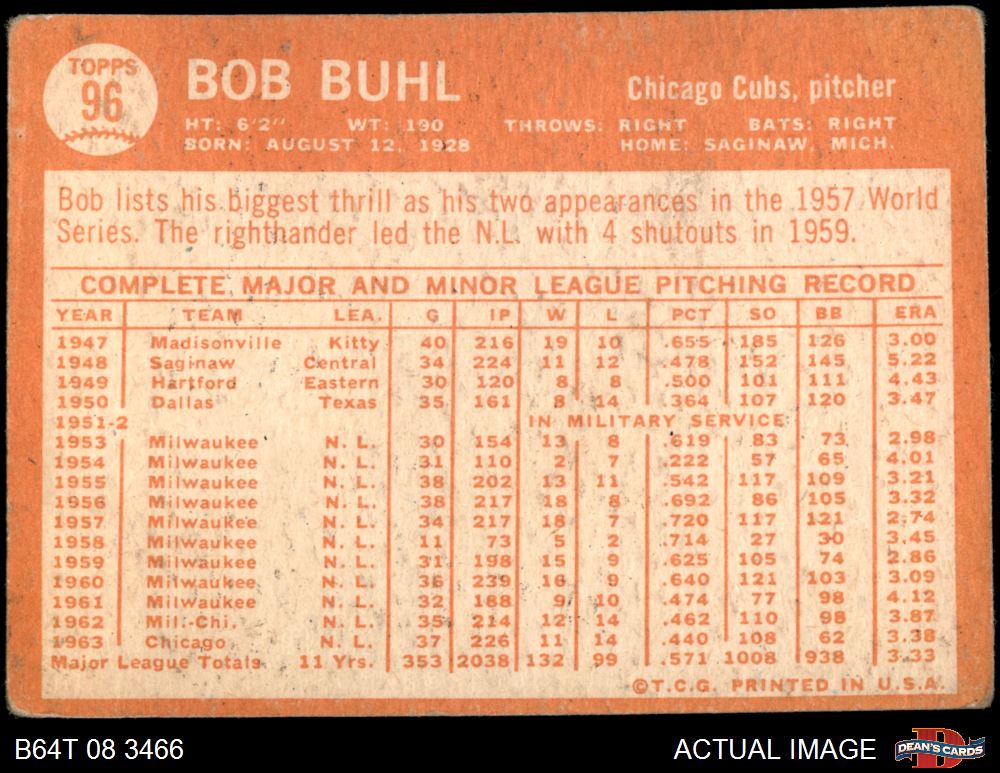 TOPPS
96
BOB BUHL
Chicago Cubs, pitcher
HT: 6'2" WT: 190 THROWS: RIGHT BATS: RIGHT
BORN: AUGUST 12, 1928 HOME: SAGINAW, MICH.
Bob lists his biggest thrill as his two appearances in the 1957 World
Series. The righthander led the N.L. with 4 shutouts in 1959.
COMPLETE MAJOR AND MINOR LEAGUE PITCHING RECORD
YEAR TEAM LEA. G IP W L PCT SO BB ERA
1947 Madisonville Kitty 40 216 19 10 .655 185 126 3.00
1948 Saginaw Central 34 224 11 12 .478 152 145 5.22
1949 Hartford Eastern 30 120 8 8 .500 101 111 4.43
1950 Dallas Texas 35 161 8 14 .364 107 120 3.47
1951-2 IN MILITARY SERVICE
1953 Milwaukee N. L. 30 154 13 8 .619 83 73 2.98
1954 Milwaukee N. L. 31 110 2 7 .222 57 65 4.01
1955 Milwaukee N. L. 38 202 13 11 .542 117 109 3.21
1956 Milwaukee N. L. 38 217 18 8 .692 86 105 3.32
1957 Milwaukee N. L. 34 217 18 7 .720 117 121 2.74
1958 Milwaukee N. L. 11 73 5 2 .714 27 30 3.45
1959 Milwaukee N. L. 31 198 15 9 .625 105 74 2.86
1960 Milwaukee N. L. 36 239 16 9 .640 121 103 3.09
1961 Milwaukee N. L. 32 188 9 10 .474 77 98 4.12
1962 Mil.-Chi. N. L. 35 214 12 14 .462 110 98 3.87
1963 Chicago N. L. 37 226 11 14 .440 108 62 3.38
Major League Totals 11 Yrs. 353 2038 132 99 .571 1008 938 3.33
©T.C.G. PRINTED IN U.S.A.
B64T 08 3466
ACTUAL IMAGE
D
DEAN'S CARDS